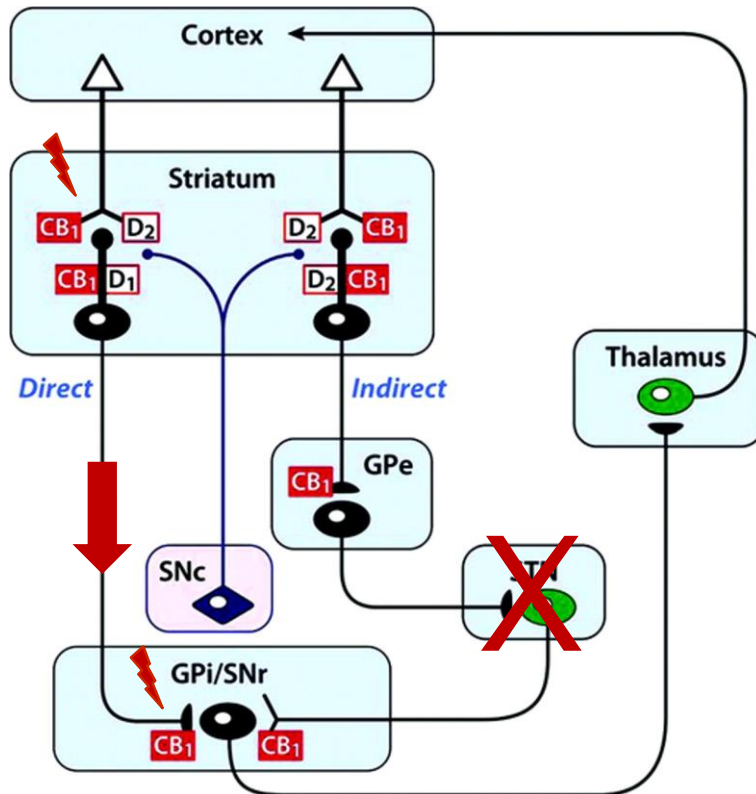 Cortex
Striatum
CB1 D2
D2 CB1
CB1 D1
D2 CB1
Direct
Indirect
Thalamus
CB1
GPe
SNc
STN
GPi/SNr
CB1
CB1